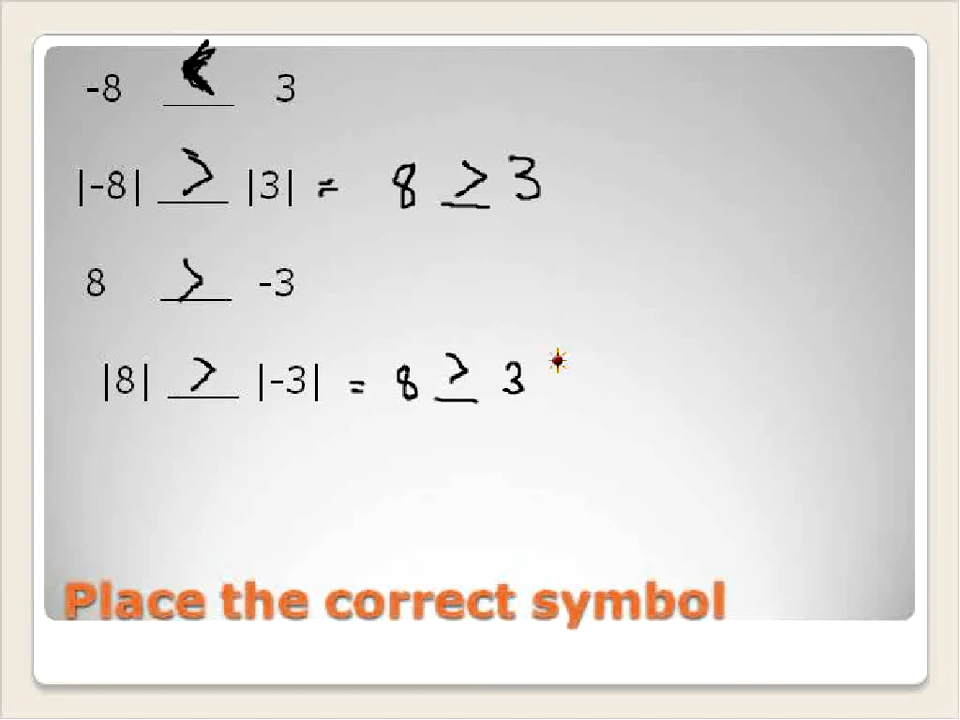 -8 < 3
|-8| > |3| = 8 > 3
8 > -3
|8| > |-3| = 8 > 3
Place the correct symbol